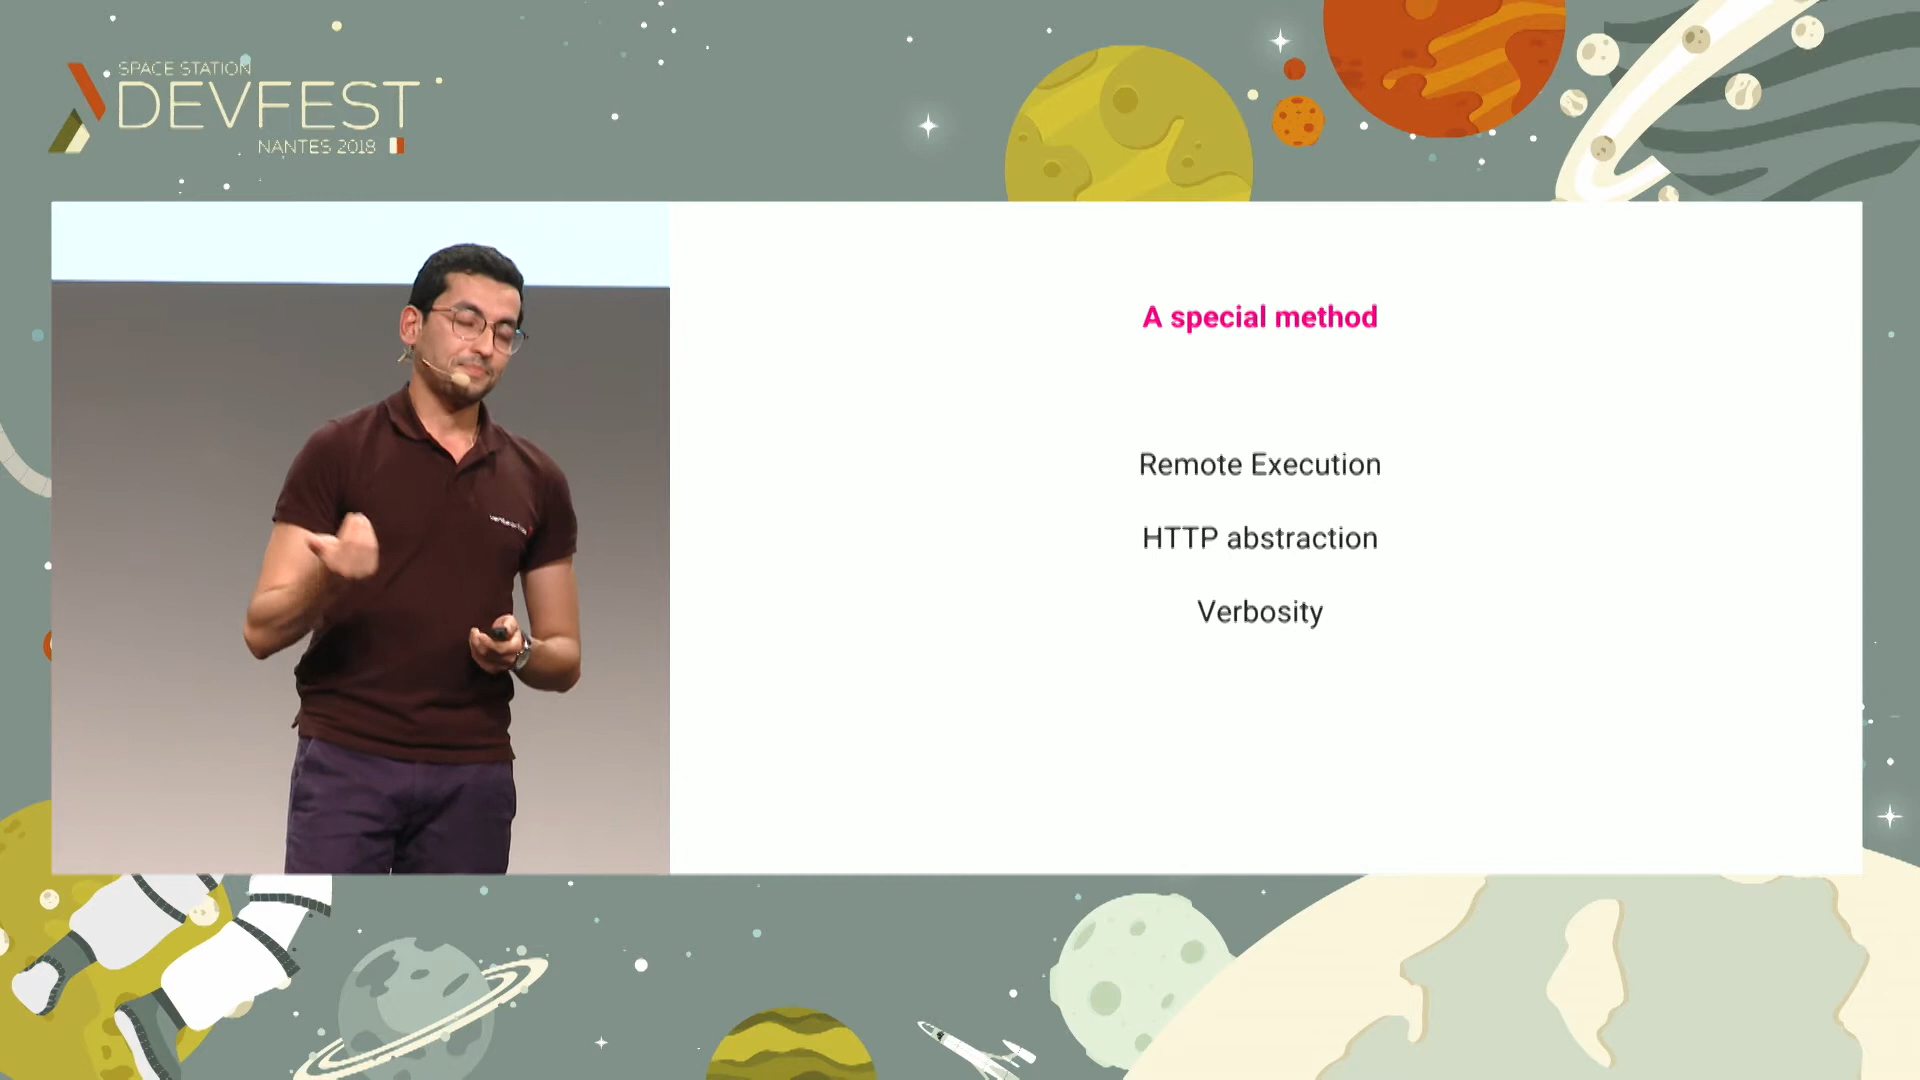 SPACE STATION
DEVFEST
NANTES 2018
A special method
Remote Execution
HTTP abstraction
Verbosity